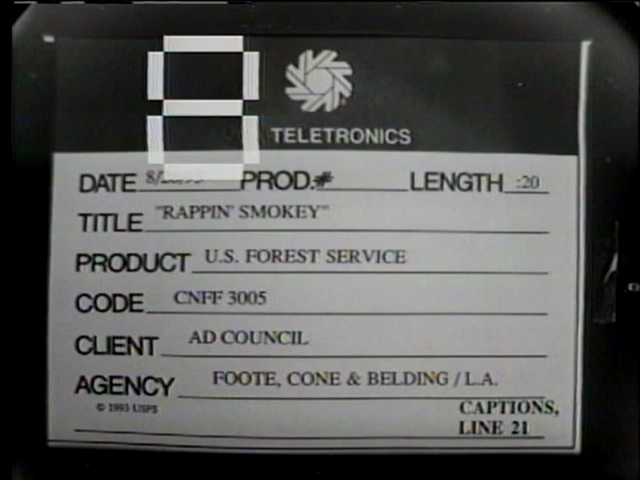 8
TELETRONICS
DATE PROD.# LENGTH :20
TITLE "RAPPIN' SMOKEY"
PRODUCT U.S. FOREST SERVICE
CODE CNFF 3005
CLIENT AD COUNCIL
AGENCY FOOTE, CONE & BELDING / L.A.
© 1993 USFS
CAPTIONS,
LINE 21